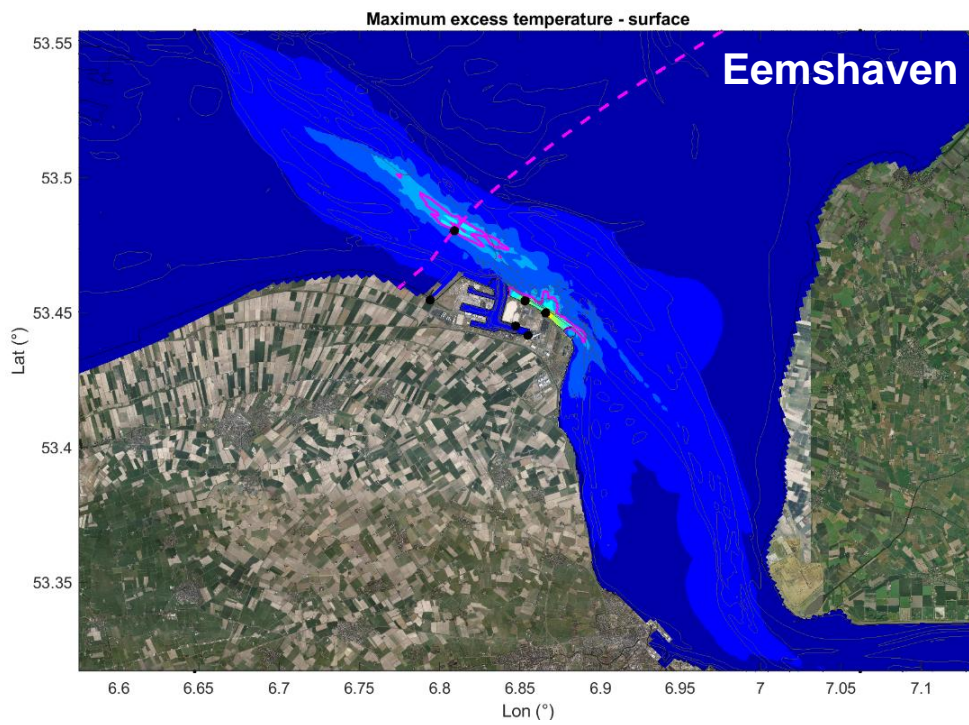 Maximum excess temperature - surface
Eemshaven
53.55
53.5
53.45
53.4
53.35
Lat (°)
6.6 6.65 6.7 6.75 6.8 6.85 6.9 6.95 7 7.05 7.1
Lon (°)